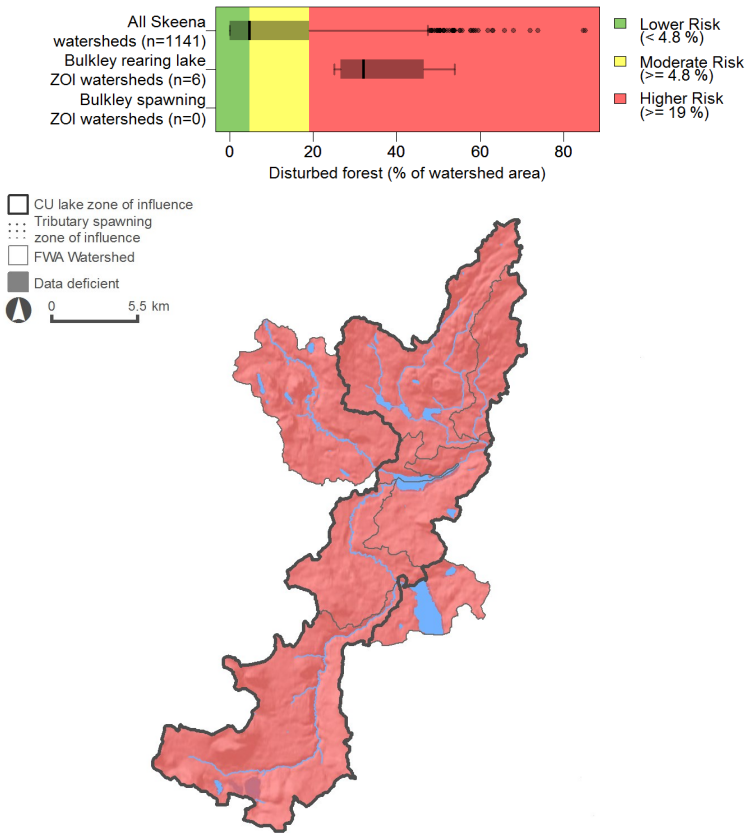 All Skeena
watersheds (n=1141)
Bulkley rearing lake
ZOI watersheds (n=6)
Bulkley spawning
ZOI watersheds (n=0)
0 20 40 60 80
Disturbed forest (% of watershed area)
Lower Risk
(< 4.8 %)
Moderate Risk
(>= 4.8 %)
Higher Risk
(>= 19 %)
CU lake zone of influence
Tributary spawning
zone of influence
FWA Watershed
Data deficient
0 5.5 km